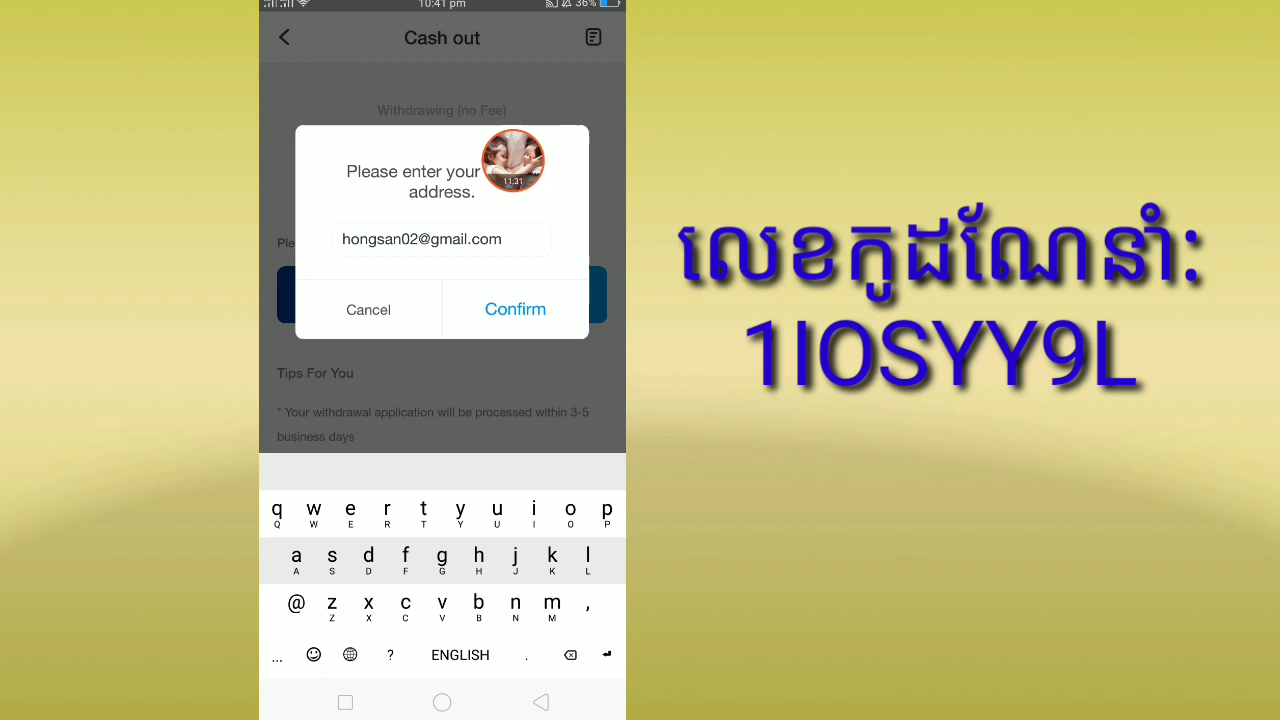 10:41 pm
36%
Cash out
Withdrawing (no Fee)
Please enter your
address.
11:31
hongsan02@gmail.com
Cancel
Confirm
Tips For You
* Your withdrawal application will be processed within 3-5
business days
q w e r t y u i o p
Q W E R T Y U I O P
a s d f g h j k l
A S D F G H J K L
@ z x c v b n m ,
Z X C V B N M
... ? ENGLISH .
លេខកូដណែនាំ:
1IOSYY9L